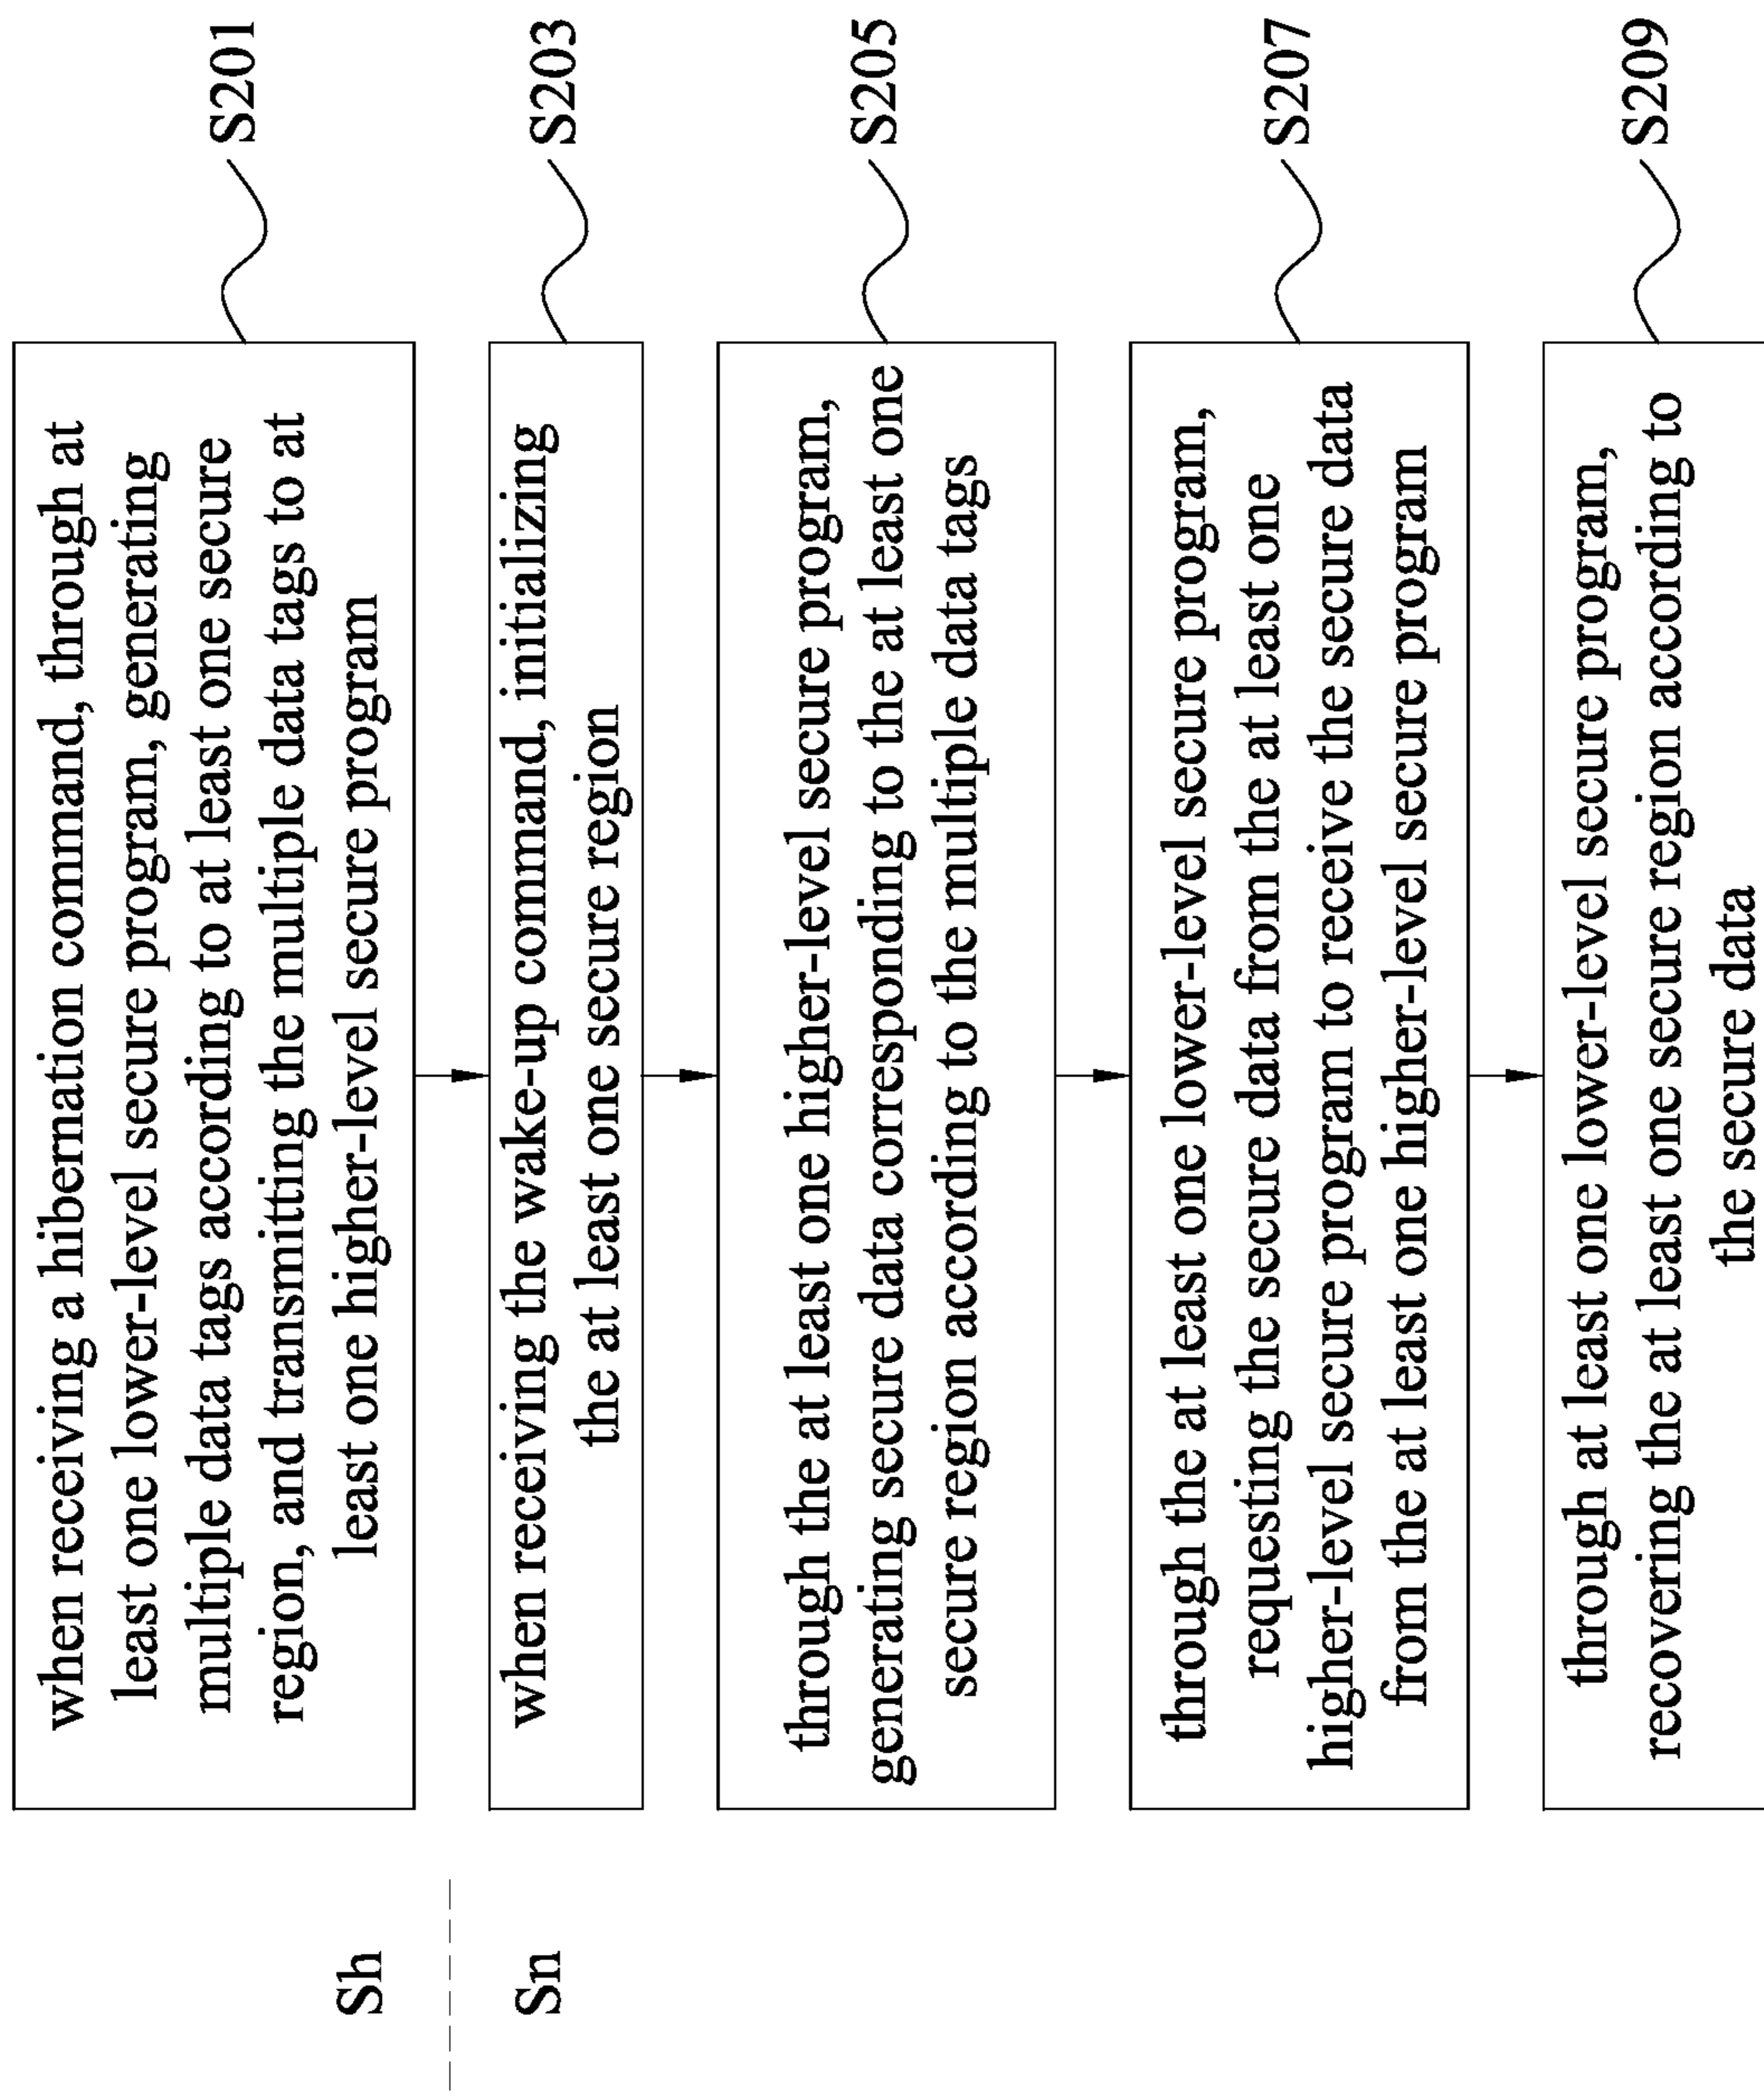 when receiving a hibernation command, through at
least one lower-level secure program, generating
multiple data tags according to at least one secure
region, and transmitting the multiple data tags to at
least one higher-level secure program
S201
Sh
Sn
when receiving the wake-up command, initializing
the at least one secure region
S203
through the at least one higher-level secure program,
generating secure data corresponding to the at least one
secure region according to the multiple data tags
S205
through the at least one lower-level secure program,
requesting the secure data from the at least one
higher-level secure program to receive the secure data
from the at least one higher-level secure program
S207
through at least one lower-level secure program,
recovering the at least one secure region according to
the secure data
S209